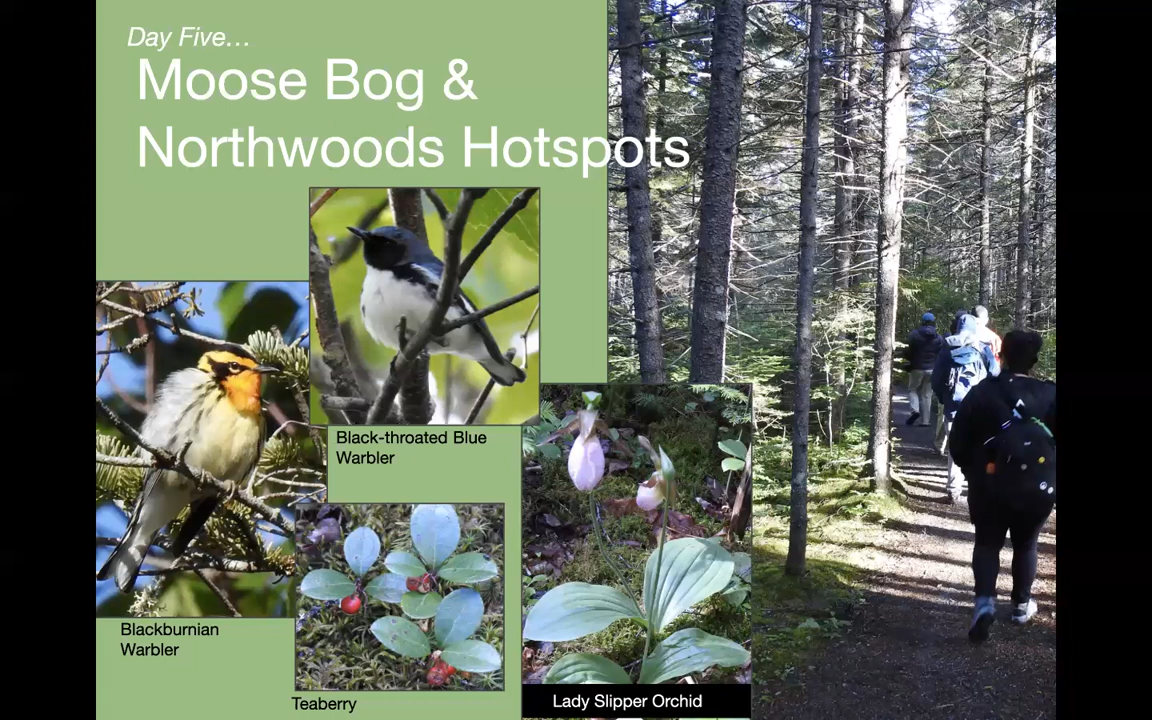 Day Five…
Moose Bog &
Northwoods Hotspots
Black-throated Blue
Warbler
Blackburnian
Warbler
Teaberry
Lady Slipper Orchid